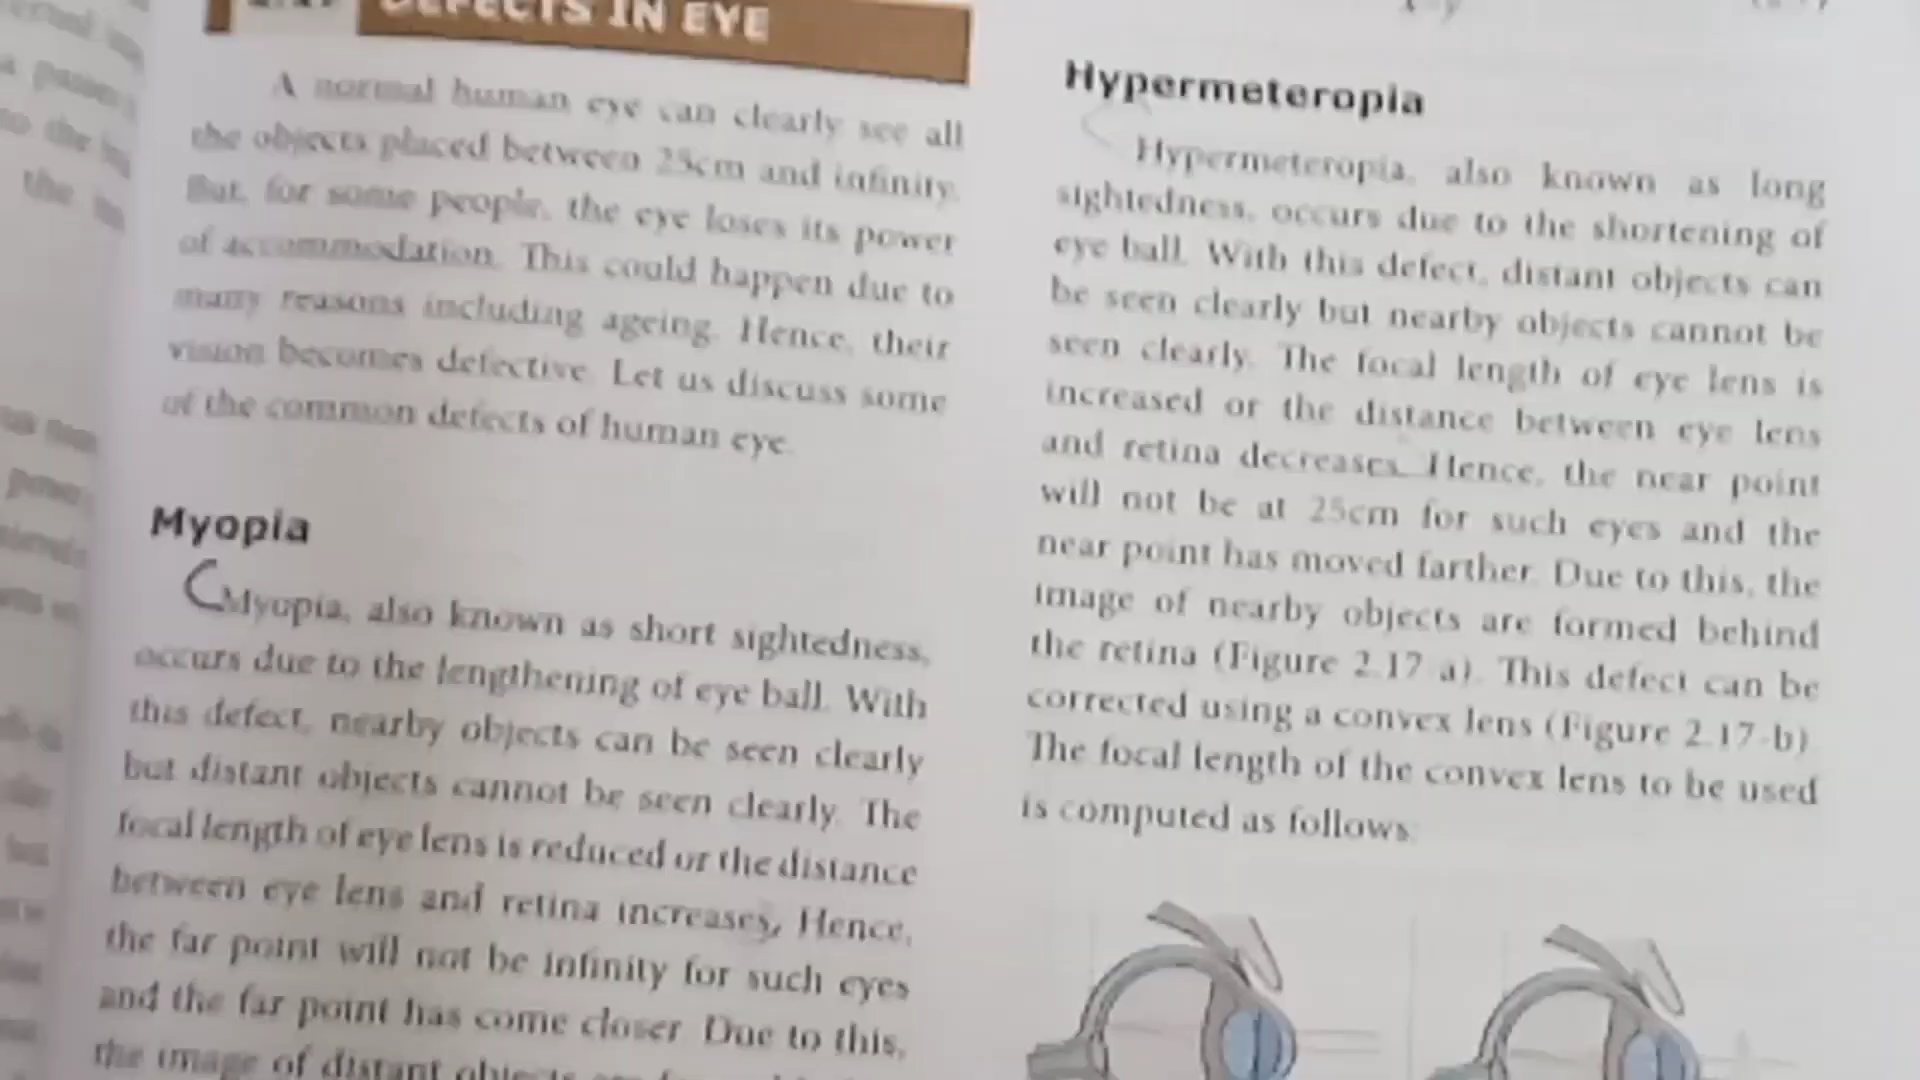 DEFECTS IN EYE
A normal human eye can clearly see all
the objects placed between 25cm and infinity.
But, for some people, the eye loses its power
of accommodation. This could happen due to
many reasons including ageing. Hence, their
vision becomes defective. Let us discuss some
of the common defects of human eye.
Myopia
Myopia, also known as short sightedness,
occurs due to the lengthening of eye ball. With
this defect, nearby objects can be seen clearly
but distant objects cannot be seen clearly. The
focal length of eye lens is reduced or the distance
between eye lens and retina increases. Hence,
the far point will not be infinity for such eyes
and the far point has come closer. Due to this,
the image of distant objects
Hypermeteropia
Hypermeteropia, also known as long
sightedness, occurs due to the shortening of
eye ball. With this defect, distant objects can
be seen clearly but nearby objects cannot be
seen clearly. The focal length of eye lens is
increased or the distance between eye lens
and retina decreases. Hence, the near point
will not be at 25cm for such eyes and the
near point has moved farther. Due to this, the
image of nearby objects are formed behind
the retina (Figure 2.17 a). This defect can be
corrected using a convex lens (Figure 2.17-b).
The focal length of the convex lens to be used
is computed as follows.